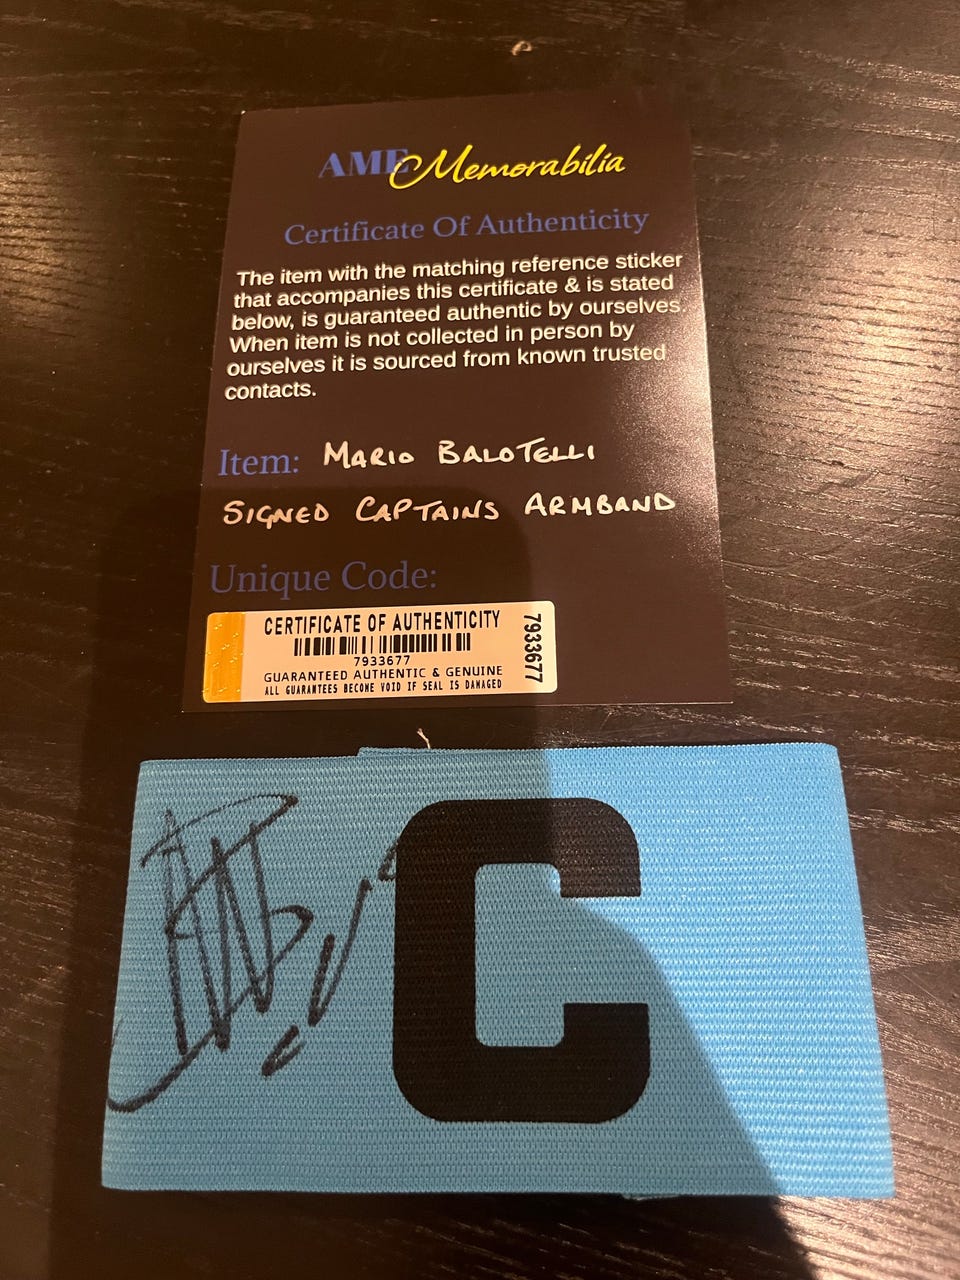 AME Memorabilia
Certificate Of Authenticity
The item with the matching reference sticker
that accompanies this certificate & is stated
below, is guaranteed authentic by ourselves.
When item is not collected in person by
ourselves it is sourced from known trusted
contacts.
Item: MARIO BALOTELLI
SIGNED CAPTAINS ARMBAND
Unique Code:
CERTIFICATE OF AUTHENTICITY
7933677
GUARANTEED AUTHENTIC & GENUINE
ALL GUARANTEES BECOME VOID IF SEAL IS DAMAGED
7933677
C